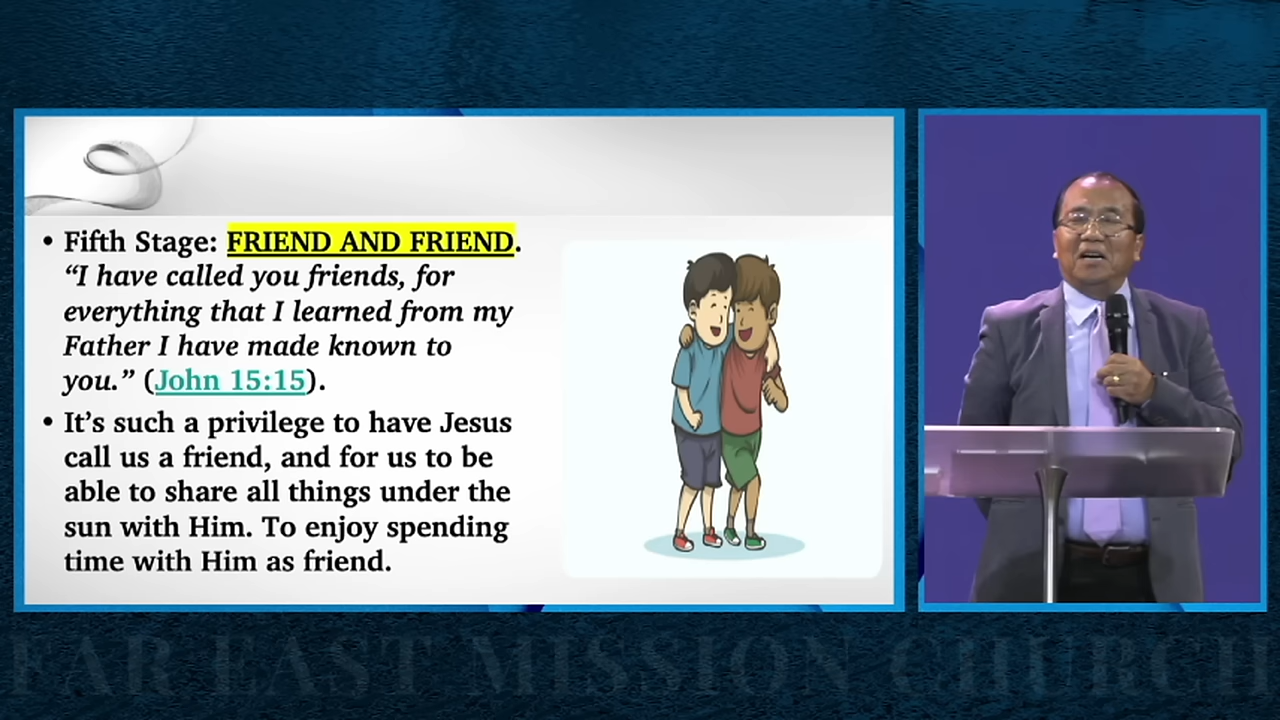 • Fifth Stage: FRIEND AND FRIEND.
“I have called you friends, for
everything that I learned from my
Father I have made known to
you.” (John 15:15).
• It’s such a privilege to have Jesus
call us a friend, and for us to be
able to share all things under the
sun with Him. To enjoy spending
time with Him as friend.
FAR EAST MISSION CHURCH